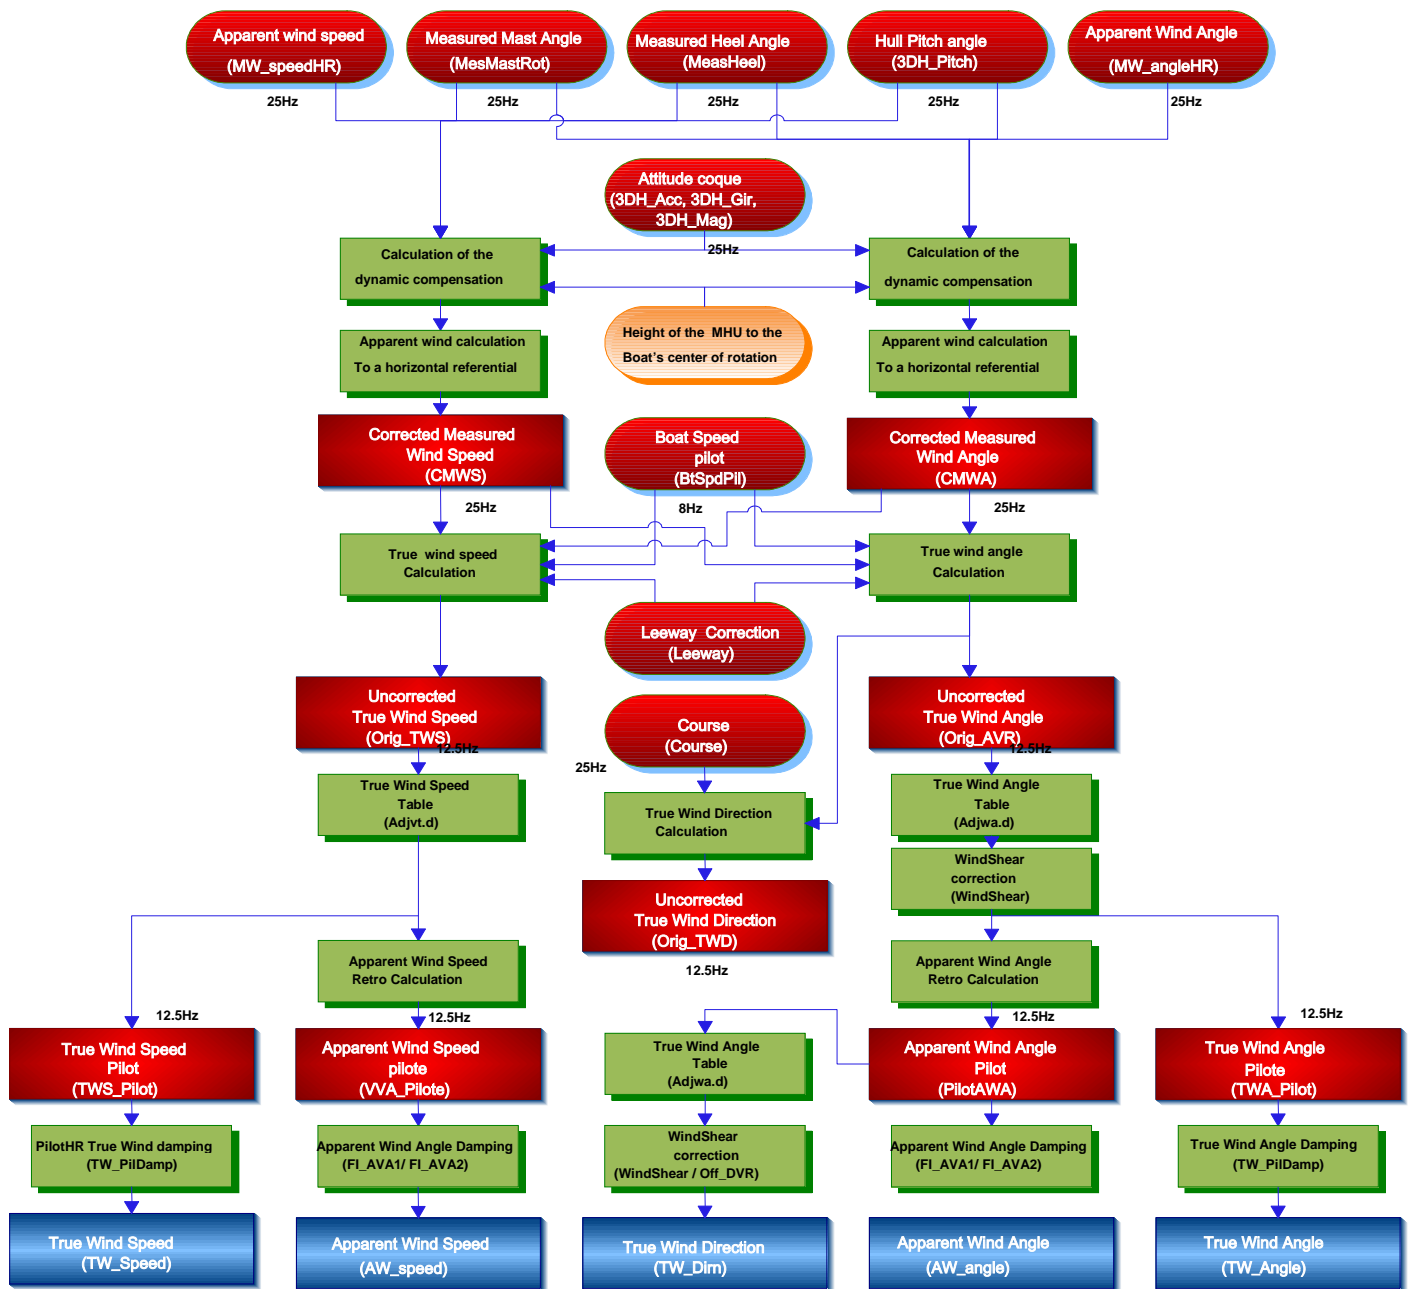 Apparent wind speed
(MW_speedHR)
Measured Mast Angle
(MesMastRot)
Measured Heel Angle
(MeasHeel)
Hull Pitch angle
(3DH_Pitch)
Apparent Wind Angle
(MW_angleHR)
25Hz
25Hz
25Hz
25Hz
25Hz
Attitude coque
(3DH_Acc, 3DH_Gir,
3DH_Mag)
25Hz
Calculation of the
dynamic compensation
Calculation of the
dynamic compensation
Height of the MHU to the
Boat's center of rotation
Apparent wind calculation
To a horizontal referential
Apparent wind calculation
To a horizontal referential
Corrected Measured
Wind Speed
(CMWS)
Boat Speed
pilot
(BtSpdPil)
Corrected Measured
Wind Angle
(CMWA)
25Hz
8Hz
25Hz
True wind speed
Calculation
True wind angle
Calculation
Leeway Correction
(Leeway)
Uncorrected
True Wind Speed
(Orig_TWS)
12.5Hz
Course
(Course)
25Hz
Uncorrected
True Wind Angle
(Orig_AVR)
12.5Hz
True Wind Speed
Table
(Adjvt.d)
True Wind Direction
Calculation
True Wind Angle
Table
(Adjwa.d)
WindShear
correction
(WindShear)
Uncorrected
True Wind Direction
(Orig_TWD)
12.5Hz
Apparent Wind Speed
Retro Calculation
Apparent Wind Angle
Retro Calculation
12.5Hz
12.5Hz
12.5Hz
12.5Hz
True Wind Speed
Pilot
(TWS_Pilot)
Apparent Wind Speed
pilote
(VVA_Pilote)
True Wind Angle
Table
(Adjwa.d)
Apparent Wind Angle
Pilot
(PilotAWA)
True Wind Angle
Pilote
(TWA_Pilot)
PilotHR True Wind damping
(TW_PilDamp)
Apparent Wind Angle Damping
(FI_AVA1/ FI_AVA2)
WindShear
correction
(WindShear / Off_DVR)
Apparent Wind Angle Damping
(FI_AVA1/ FI_AVA2)
True Wind Angle Damping
(TW_PilDamp)
True Wind Speed
(TW_Speed)
Apparent Wind Speed
(AW_speed)
True Wind Direction
(TW_Dirn)
Apparent Wind Angle
(AW_angle)
True Wind Angle
(TW_Angle)